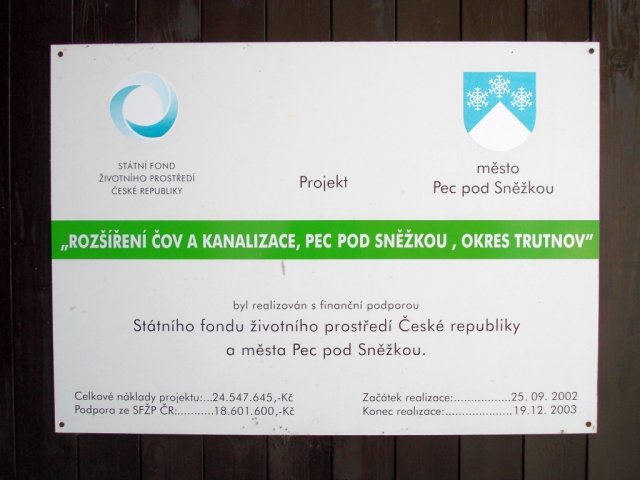 STÁTNÍ FOND
ŽIVOTNÍHO PROSTŘEDÍ
ČESKÉ REPUBLIKY
Projekt
město
Pec pod Sněžkou
„ROZŠÍŘENÍ ČOV A KANALIZACE, PEC POD SNĚŽKOU , OKRES TRUTNOV”
byl realizován s finanční podporou
Státního fondu životního prostředí České republiky
a města Pec pod Sněžkou.
Celkové náklady projektu:...24.547.645,-Kč
Podpora ze SFŽP ČR:...........18.601.600,-Kč
Začátek realizace:.................25. 09. 2002
Konec realizace:....................19.12. 2003